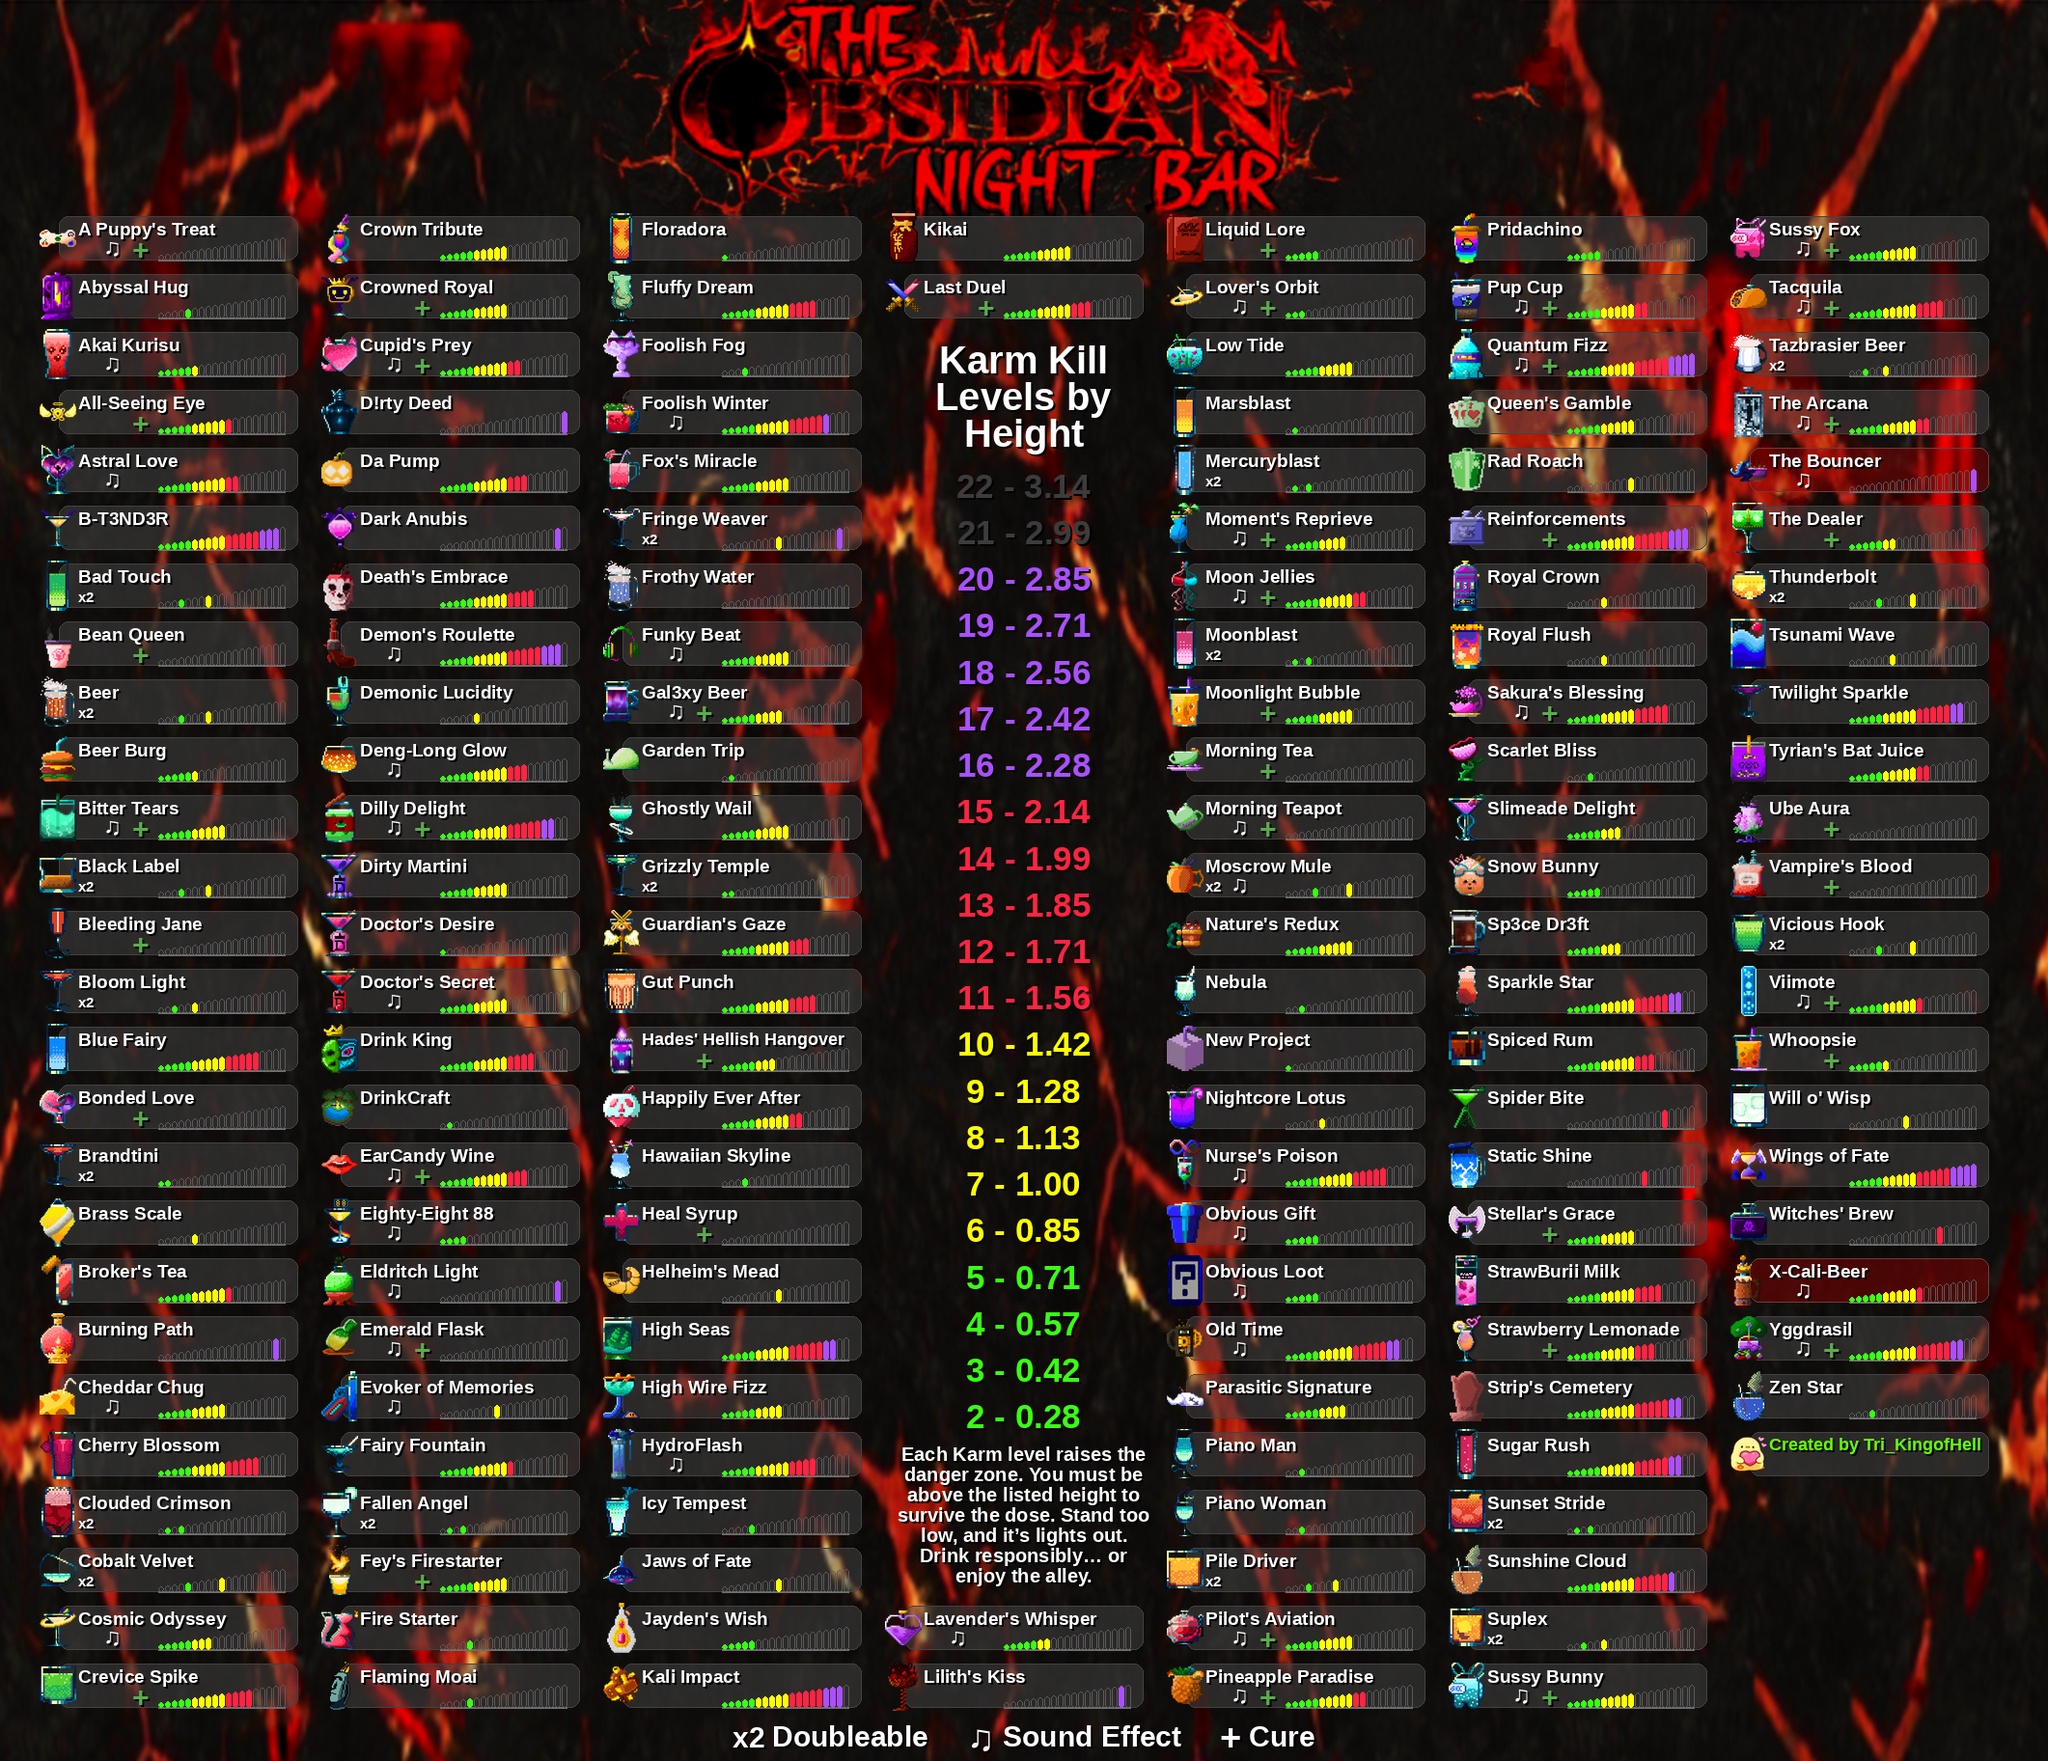 THE
OBSIDIAN
NIGHT BAR
A Puppy's Treat
♫ +
Abyssal Hug
Akai Kurisu
♫
All-Seeing Eye
+
Astral Love
♫
B-T3ND3R
Bad Touch
x2
Bean Queen
+
Beer
x2
Beer Burg
Bitter Tears
♫ +
Black Label
x2
Bleeding Jane
+
Bloom Light
x2
Blue Fairy
Bonded Love
+
Brandtini
x2
Brass Scale
Broker's Tea
Burning Path
Cheddar Chug
♫
Cherry Blossom
Clouded Crimson
x2
Cobalt Velvet
x2
Cosmic Odyssey
♫
Crevice Spike
+
Crown Tribute
Crowned Royal
+
Cupid's Prey
♫ +
D!rty Deed
Da Pump
Dark Anubis
Death's Embrace
Demon's Roulette
♫
Demonic Lucidity
Deng-Long Glow
♫
Dilly Delight
♫ +
Dirty Martini
Doctor's Desire
Doctor's Secret
♫
Drink King
DrinkCraft
EarCandy Wine
♫ +
Eighty-Eight 88
♫
Eldritch Light
Emerald Flask
♫ +
Evoker of Memories
♫
Fairy Fountain
Fallen Angel
x2
Fey's Firestarter
+
Fire Starter
Flaming Moai
Floradora
Fluffy Dream
Foolish Fog
Foolish Winter
♫
Fox's Miracle
Fringe Weaver
x2
Frothy Water
Funky Beat
♫
Gal3xy Beer
♫ +
Garden Trip
Ghostly Wail
Grizzly Temple
x2
Guardian's Gaze
Gut Punch
Hades' Hellish Hangover
+
Happily Ever After
Hawaiian Skyline
Heal Syrup
+
Helheim's Mead
High Seas
High Wire Fizz
HydroFlash
♫
Icy Tempest
Jaws of Fate
Jayden's Wish
Kali Impact
Kikai
Last Duel
+
Karm Kill
Levels by
Height
22 - 3.14
21 - 2.99
20 - 2.85
19 - 2.71
18 - 2.56
17 - 2.42
16 - 2.28
15 - 2.14
14 - 1.99
13 - 1.85
12 - 1.71
11 - 1.56
10 - 1.42
9 - 1.28
8 - 1.13
7 - 1.00
6 - 0.85
5 - 0.71
4 - 0.57
3 - 0.42
2 - 0.28
Each Karm level raises the
danger zone. You must be
above the listed height to
survive the dose. Stand too
low, and it’s lights out.
Drink responsibly… or
enjoy the alley.
Lavender's Whisper
♫
Lilith's Kiss
Liquid Lore
+
Lover's Orbit
♫ +
Low Tide
Marsblast
Mercuryblast
x2
Moment's Reprieve
♫ +
Moon Jellies
♫ +
Moonblast
x2
Moonlight Bubble
+
Morning Tea
+
Morning Teapot
♫ +
Moscrow Mule
x2 ♫
Nature's Redux
Nebula
New Project
Nightcore Lotus
Nurse's Poison
♫
Obvious Gift
♫
Obvious Loot
♫
Old Time
♫
Parasitic Signature
Piano Man
Piano Woman
Pile Driver
x2
Pilot's Aviation
♫ +
Pineapple Paradise
♫ +
Pridachino
Pup Cup
♫ +
Quantum Fizz
♫ +
Queen's Gamble
Rad Roach
Reinforcements
+
Royal Crown
Royal Flush
Sakura's Blessing
♫ +
Scarlet Bliss
Slimeade Delight
Snow Bunny
Sp3ce Dr3ft
Sparkle Star
Spiced Rum
Spider Bite
Static Shine
Stellar's Grace
+
StrawBurii Milk
Strawberry Lemonade
+
Strip's Cemetery
Sugar Rush
Sunset Stride
x2
Sunshine Cloud
Suplex
x2
Sussy Bunny
♫ +
Sussy Fox
♫ +
Tacquila
♫ +
Tazbrasier Beer
x2
The Arcana
♫ +
The Bouncer
♫
The Dealer
+
Thunderbolt
x2
Tsunami Wave
Twilight Sparkle
Tyrian's Bat Juice
Ube Aura
+
Vampire's Blood
+
Vicious Hook
x2
Viimote
♫ +
Whoopsie
+
Will o' Wisp
Wings of Fate
Witches' Brew
X-Cali-Beer
♫
Yggdrasil
♫ +
Zen Star
Created by Tri_KingofHell
x2 Doubleable ♫ Sound Effect + Cure